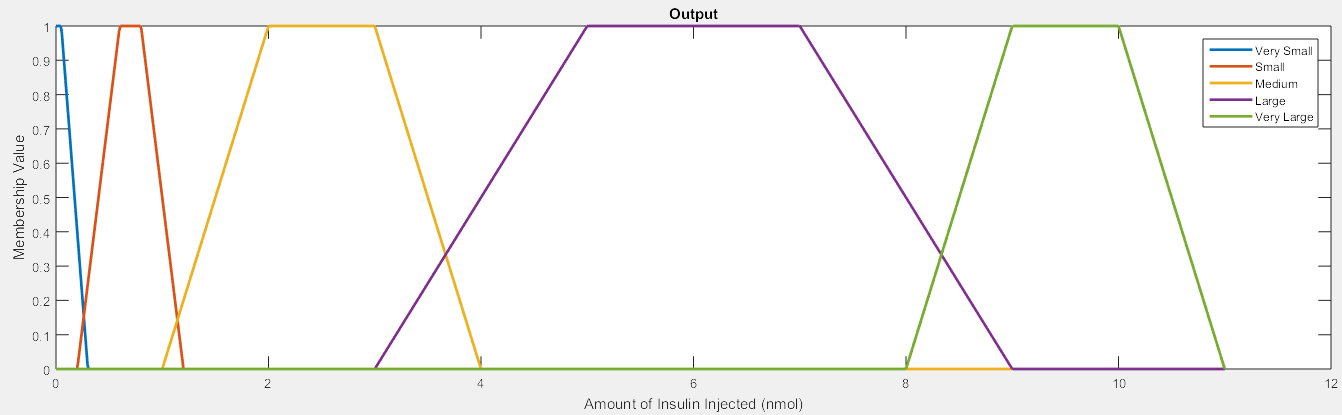 Output
1
0.9
0.8
0.7
0.6
0.5
0.4
0.3
0.2
0.1
0
Membership Value
Very Small
Small
Medium
Large
Very Large
0 2 4 6 8 10 12
Amount of Insulin Injected (nmol)